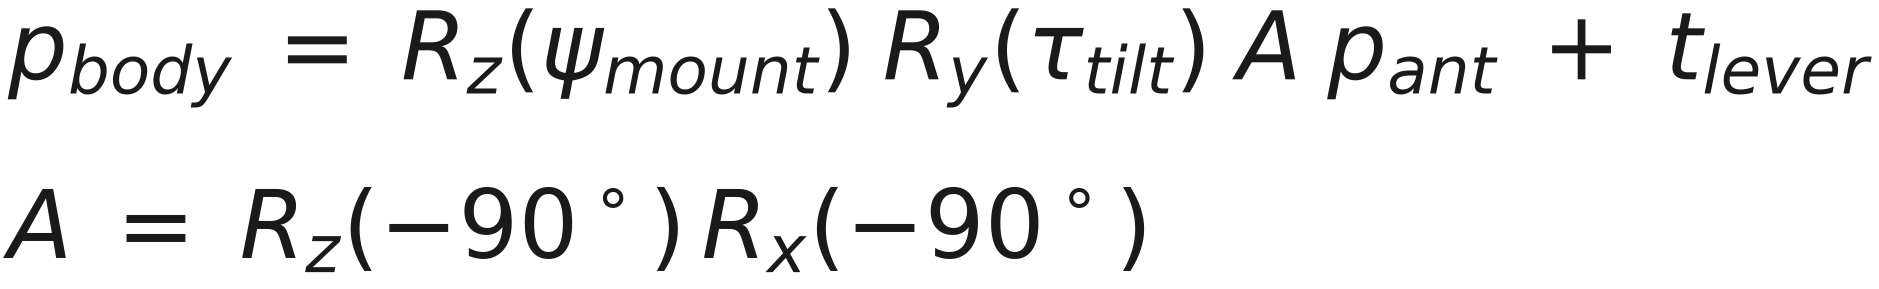 p_body = R_z(ψ_mount) R_y(τ_tilt) A p_ant + t_lever
A = R_z(−90°) R_x(−90°)